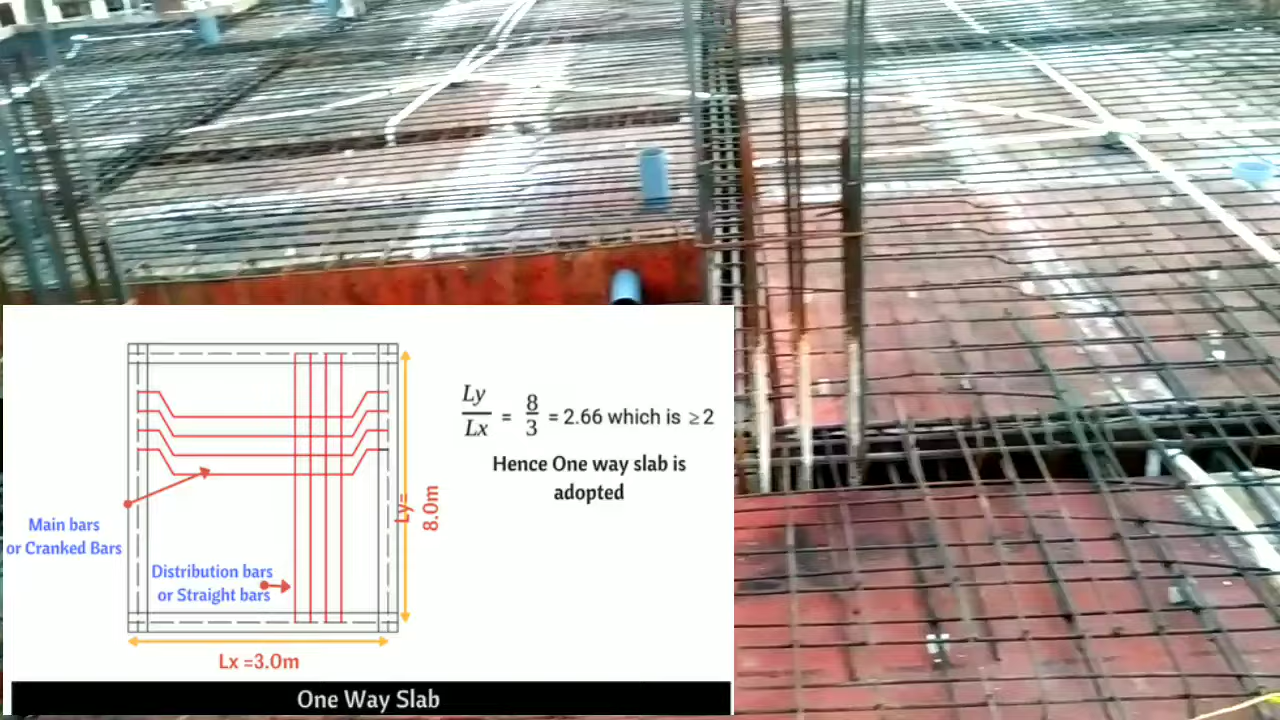 Ly/Lx = 8/3 = 2.66 which is ≥2
Hence One way slab is
adopted
Ly=
8.0m
Main bars
or Cranked Bars
Distribution bars
or Straight bars
Lx =3.0m
One Way Slab